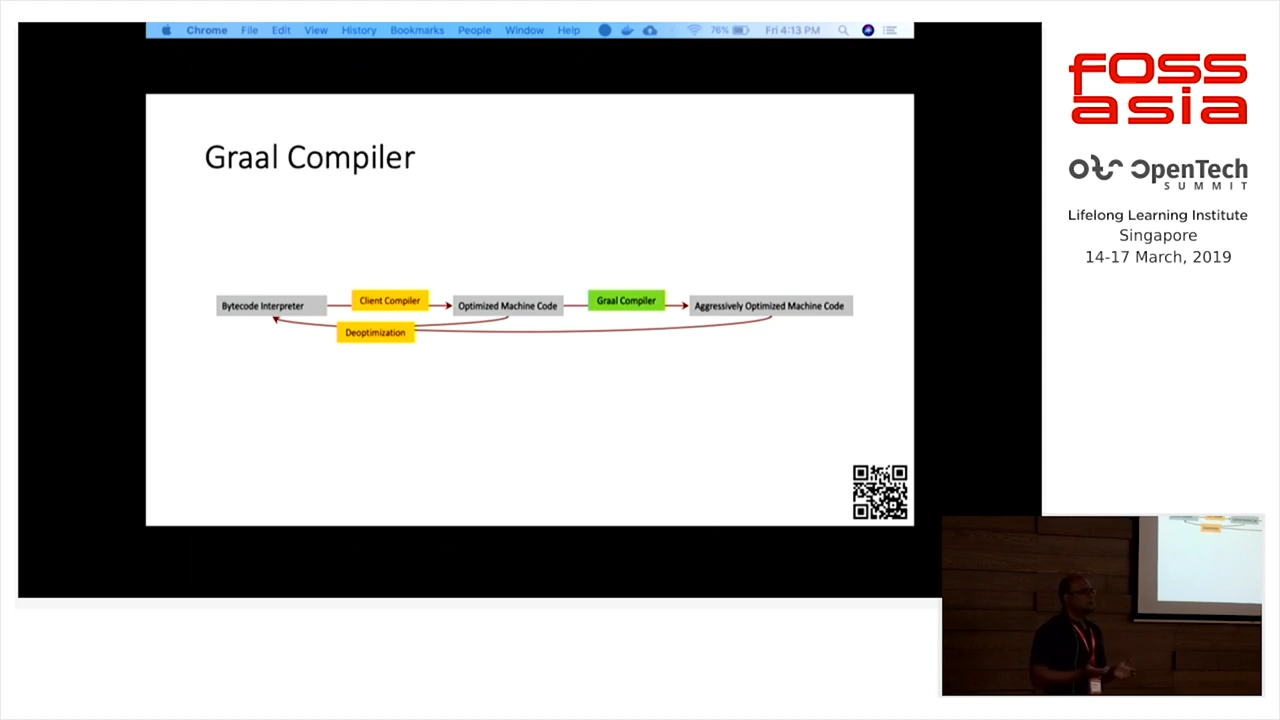 Chrome File Edit View History Bookmarks People Window Help 76% Fri 4:13 PM
Graal Compiler
Bytecode Interpreter
Client Compiler
Optimized Machine Code
Graal Compiler
Aggressively Optimized Machine Code
Deoptimization
FOSS
asia
OpenTech
SUMMIT
Lifelong Learning Institute
Singapore
14-17 March, 2019